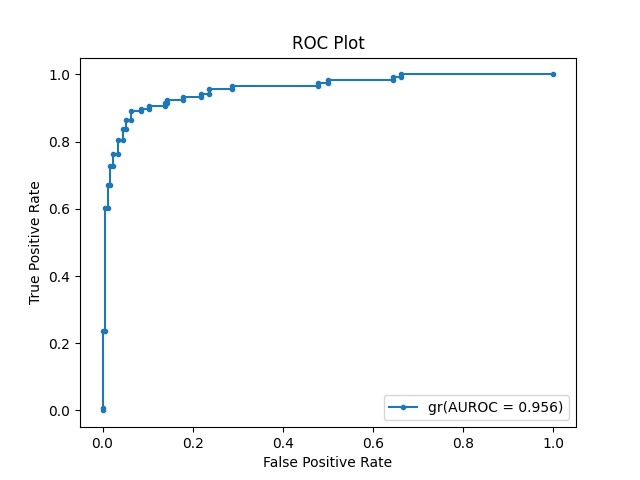 ROC Plot
True Positive Rate
1.0
0.8
0.6
0.4
0.2
0.0
0.0 0.2 0.4 0.6 0.8 1.0
False Positive Rate
gr(AUROC = 0.956)